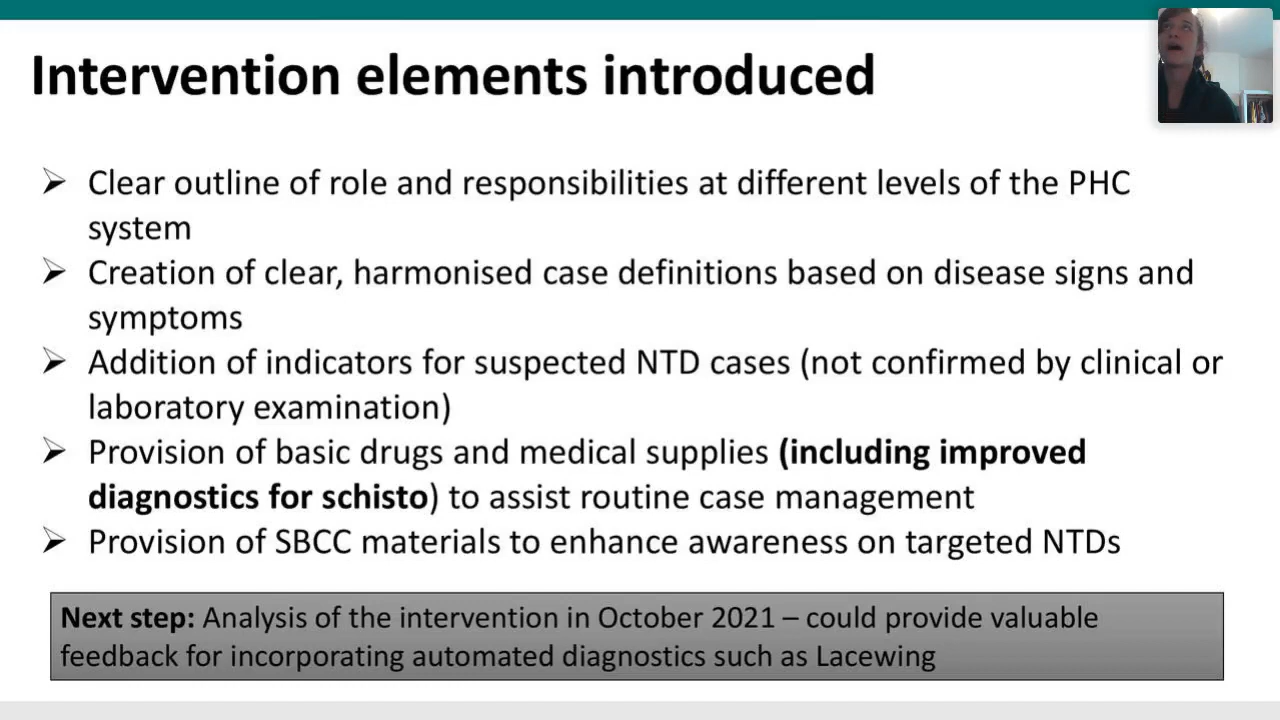 Intervention elements introduced
➢ Clear outline of role and responsibilities at different levels of the PHC
system
➢ Creation of clear, harmonised case definitions based on disease signs and
symptoms
➢ Addition of indicators for suspected NTD cases (not confirmed by clinical or
laboratory examination)
➢ Provision of basic drugs and medical supplies (including improved
diagnostics for schisto) to assist routine case management
➢ Provision of SBCC materials to enhance awareness on targeted NTDs
Next step: Analysis of the intervention in October 2021 – could provide valuable
feedback for incorporating automated diagnostics such as Lacewing